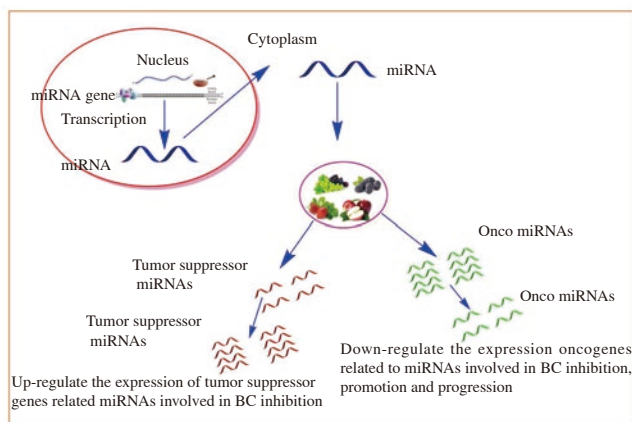 Cytoplasm
Nucleus
miRNA gene
Transcription
miRNA
miRNA
Onco miRNAs
Onco miRNAs
Tumor suppressor
miRNAs
Tumor suppressor
miRNAs
Down-regulate the expression oncogenes
related to miRNAs involved in BC inhibition,
promotion and progression
Up-regulate the expression of tumor suppressor
genes related miRNAs involved in BC inhibition